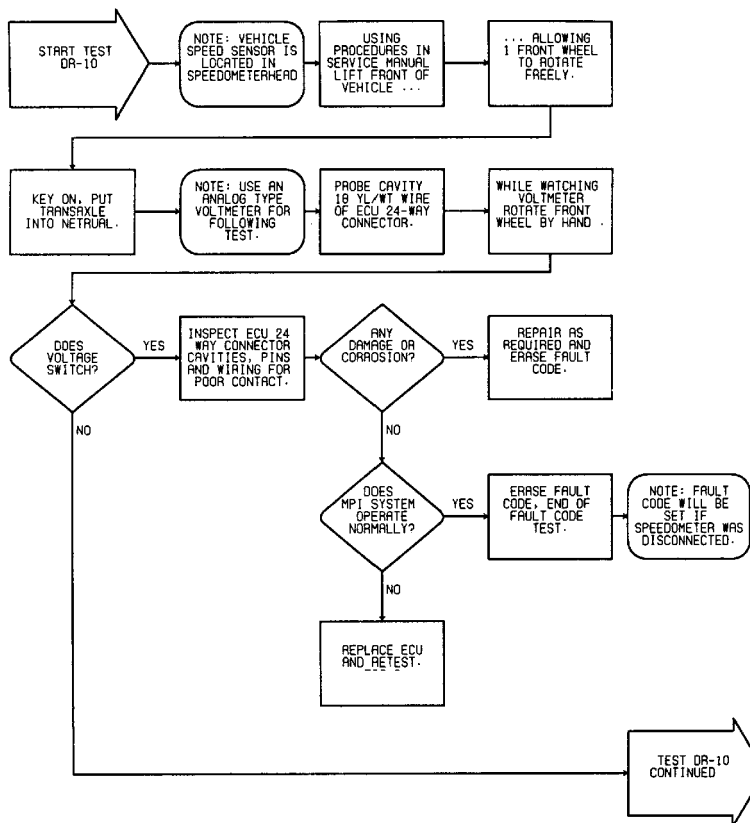 START TEST
DR-10
NOTE: VEHICLE
SPEED SENSOR IS
LOCATED IN
SPEEDOMETERHEAD
USING
PROCEDURES IN
SERVICE MANUAL
LIFT FRONT OF
VEHICLE ...
... ALLOWING
1 FRONT WHEEL
TO ROTATE
FREELY.
KEY ON, PUT
TRANSAXLE
INTO NETRUAL.
NOTE: USE AN
ANALOG TYPE
VOLTMETER FOR
FOLLOWING
TEST.
PROBE CAVITY
18 YL/WT WIRE
OF ECU 24-WAY
CONNECTOR.
WHILE WATCHING
VOLTMETER
ROTATE FRONT
WHEEL BY HAND .
DOES
VOLTAGE
SWITCH?
YES
INSPECT ECU 24
WAY CONNECTOR
CAVITIES, PINS
AND WIRING FOR
POOR CONTACT.
ANY
DAMAGE OR
CORROSION?
YES
REPAIR AS
REQUIRED AND
ERASE FAULT
CODE.
NO
NO
DOES
MPI SYSTEM
OPERATE
NORMALLY?
YES
ERASE FAULT
CODE, END OF
FAULT CODE
TEST.
NOTE: FAULT
CODE WILL BE
SET IF
SPEEDOMETER WAS
DISCONNECTED.
NO
REPLACE ECU
AND RETEST.
TEST DR-10
CONTINUED